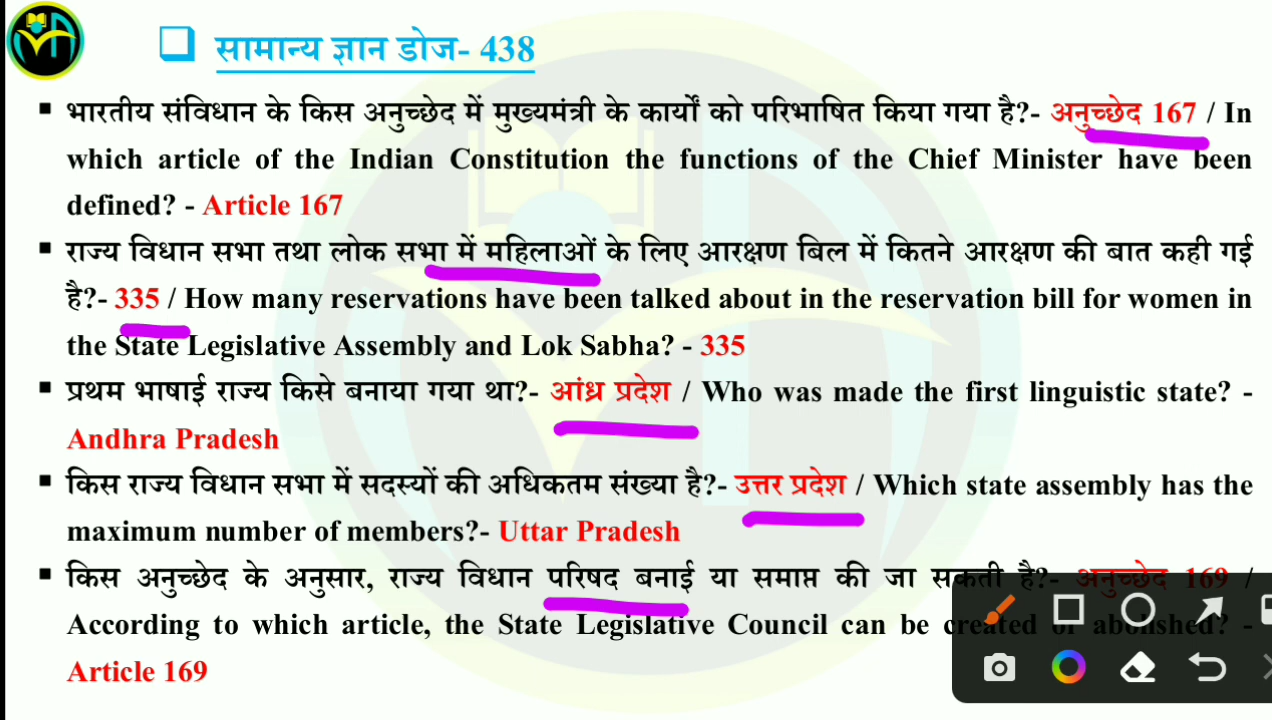 सामान्य ज्ञान डोज- 438
▪ भारतीय संविधान के किस अनुच्छेद में मुख्यमंत्री के कार्यों को परिभाषित किया गया है?- अनुच्छेद 167 / In
which article of the Indian Constitution the functions of the Chief Minister have been
defined? - Article 167
▪ राज्य विधान सभा तथा लोक सभा में महिलाओं के लिए आरक्षण बिल में कितने आरक्षण की बात कही गई
है?- 335 / How many reservations have been talked about in the reservation bill for women in
the State Legislative Assembly and Lok Sabha? - 335
▪ प्रथम भाषाई राज्य किसे बनाया गया था?- आंध्र प्रदेश / Who was made the first linguistic state? -
Andhra Pradesh
▪ किस राज्य विधान सभा में सदस्यों की अधिकतम संख्या है?- उत्तर प्रदेश / Which state assembly has the
maximum number of members?- Uttar Pradesh
▪ किस अनुच्छेद के अनुसार, राज्य विधान परिषद बनाई या समाप्त की जा सकती है?- अनुच्छेद 169 /
According to which article, the State Legislative Council can be created or abolished? -
Article 169